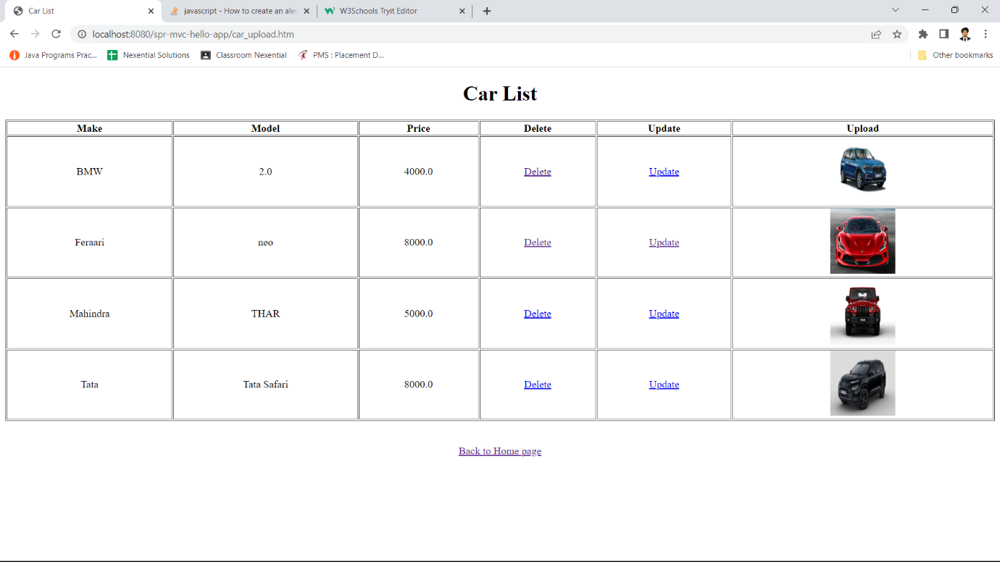 Car List
javascript - How to create an aler
W3Schools Tryit Editor
localhost:8080/spr-mvc-hello-app/car_upload.htm
Java Programs Prac...
Nexential Solutions
Classroom Nexential
PMS : Placement D...
Other bookmarks
Car List
Make Model Price Delete Update Upload
BMW 2.0 4000.0 Delete Update
Feraari neo 8000.0 Delete Update
Mahindra THAR 5000.0 Delete Update
Tata Tata Safari 8000.0 Delete Update
Back to Home page